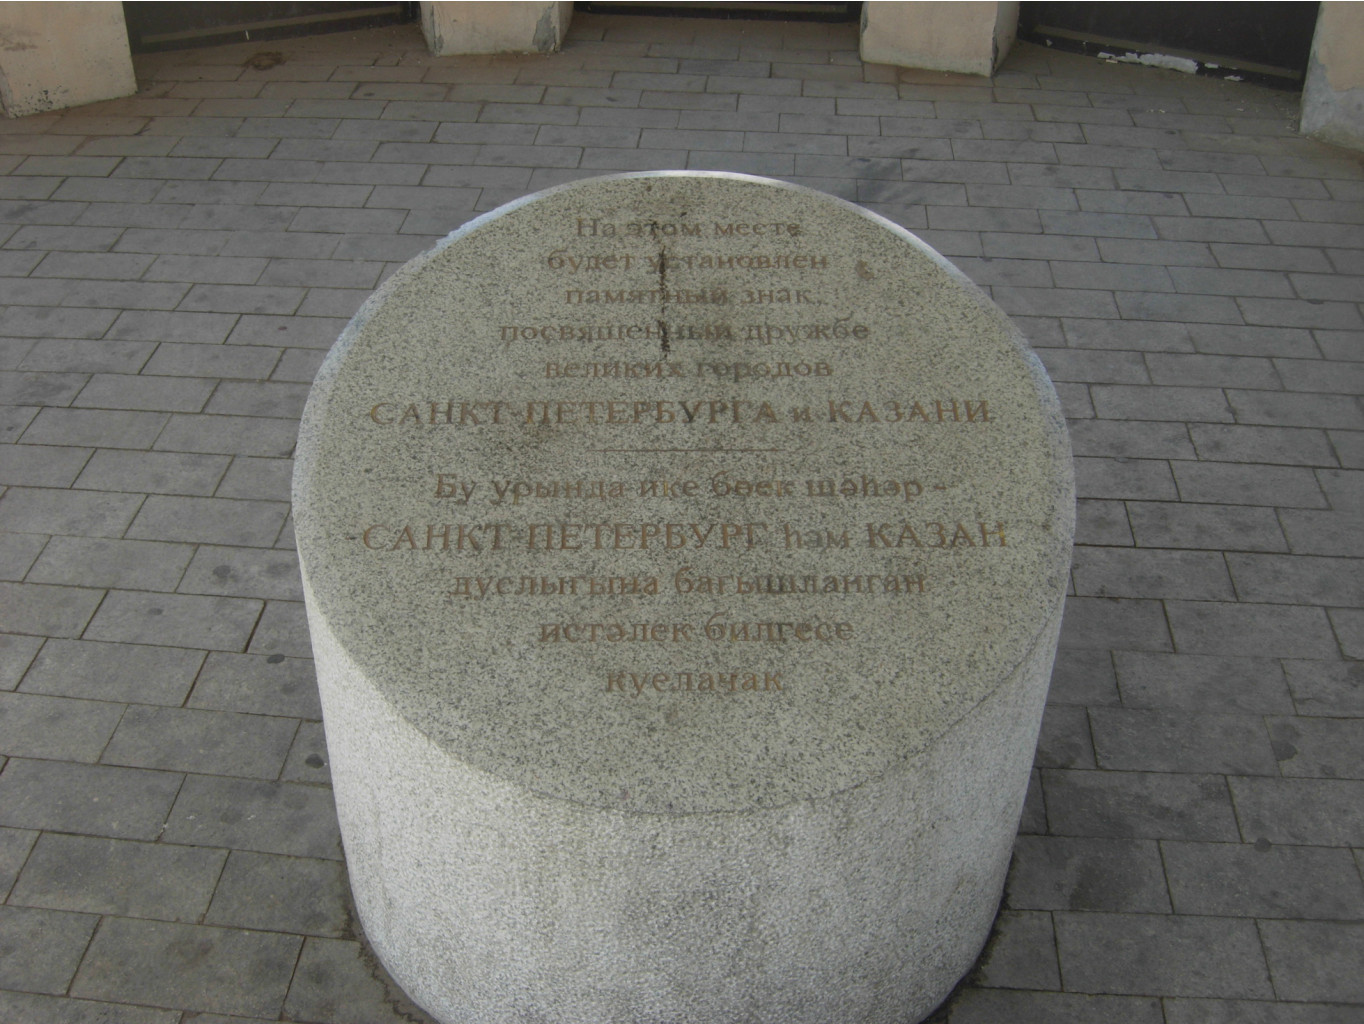 На этом месте
будет установлен
памятный знак,
посвященный дружбе
великих городов
САНКТ-ПЕТЕРБУРГА и КАЗАНИ
Бу урында ике бөек шәһәр -
САНКТ-ПЕТЕРБУРГ һәм КАЗАН
дуслыгына багышланган
истәлек билгесе
куелачак